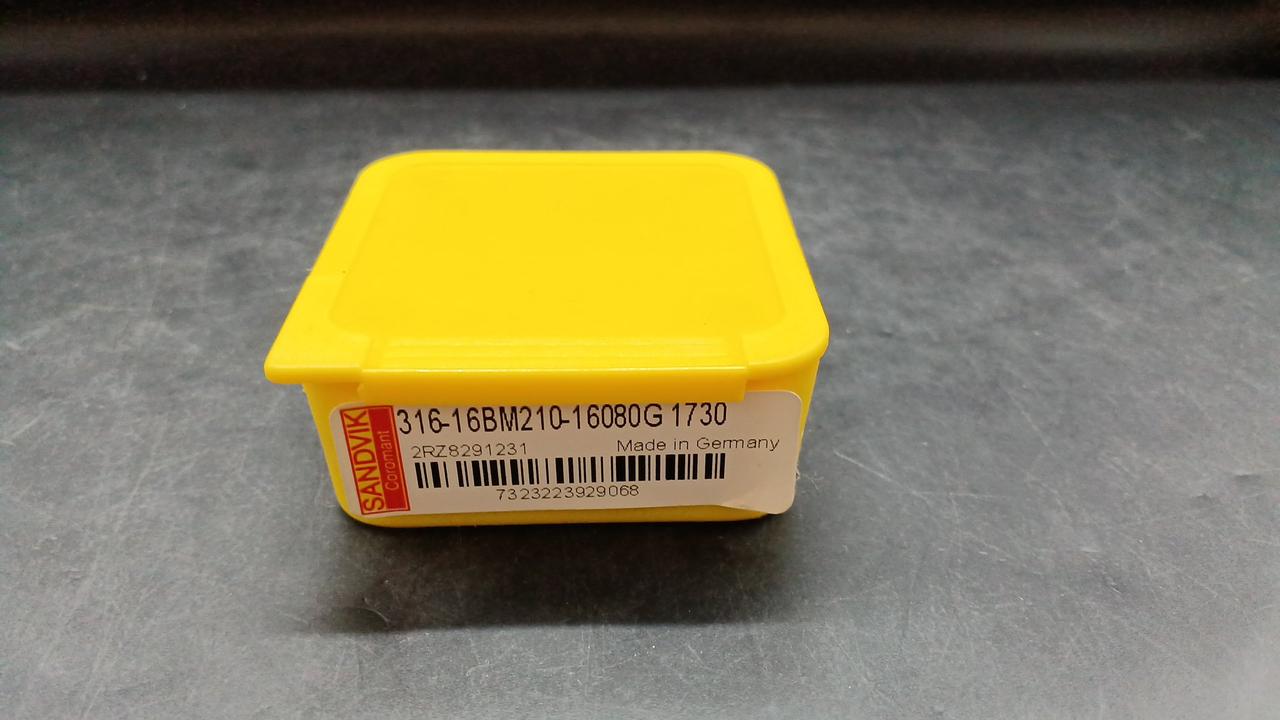 SANDVIK
Coromant
316-16BM210-16080G 1730
2RZ8291231 Made in Germany
7323223929068